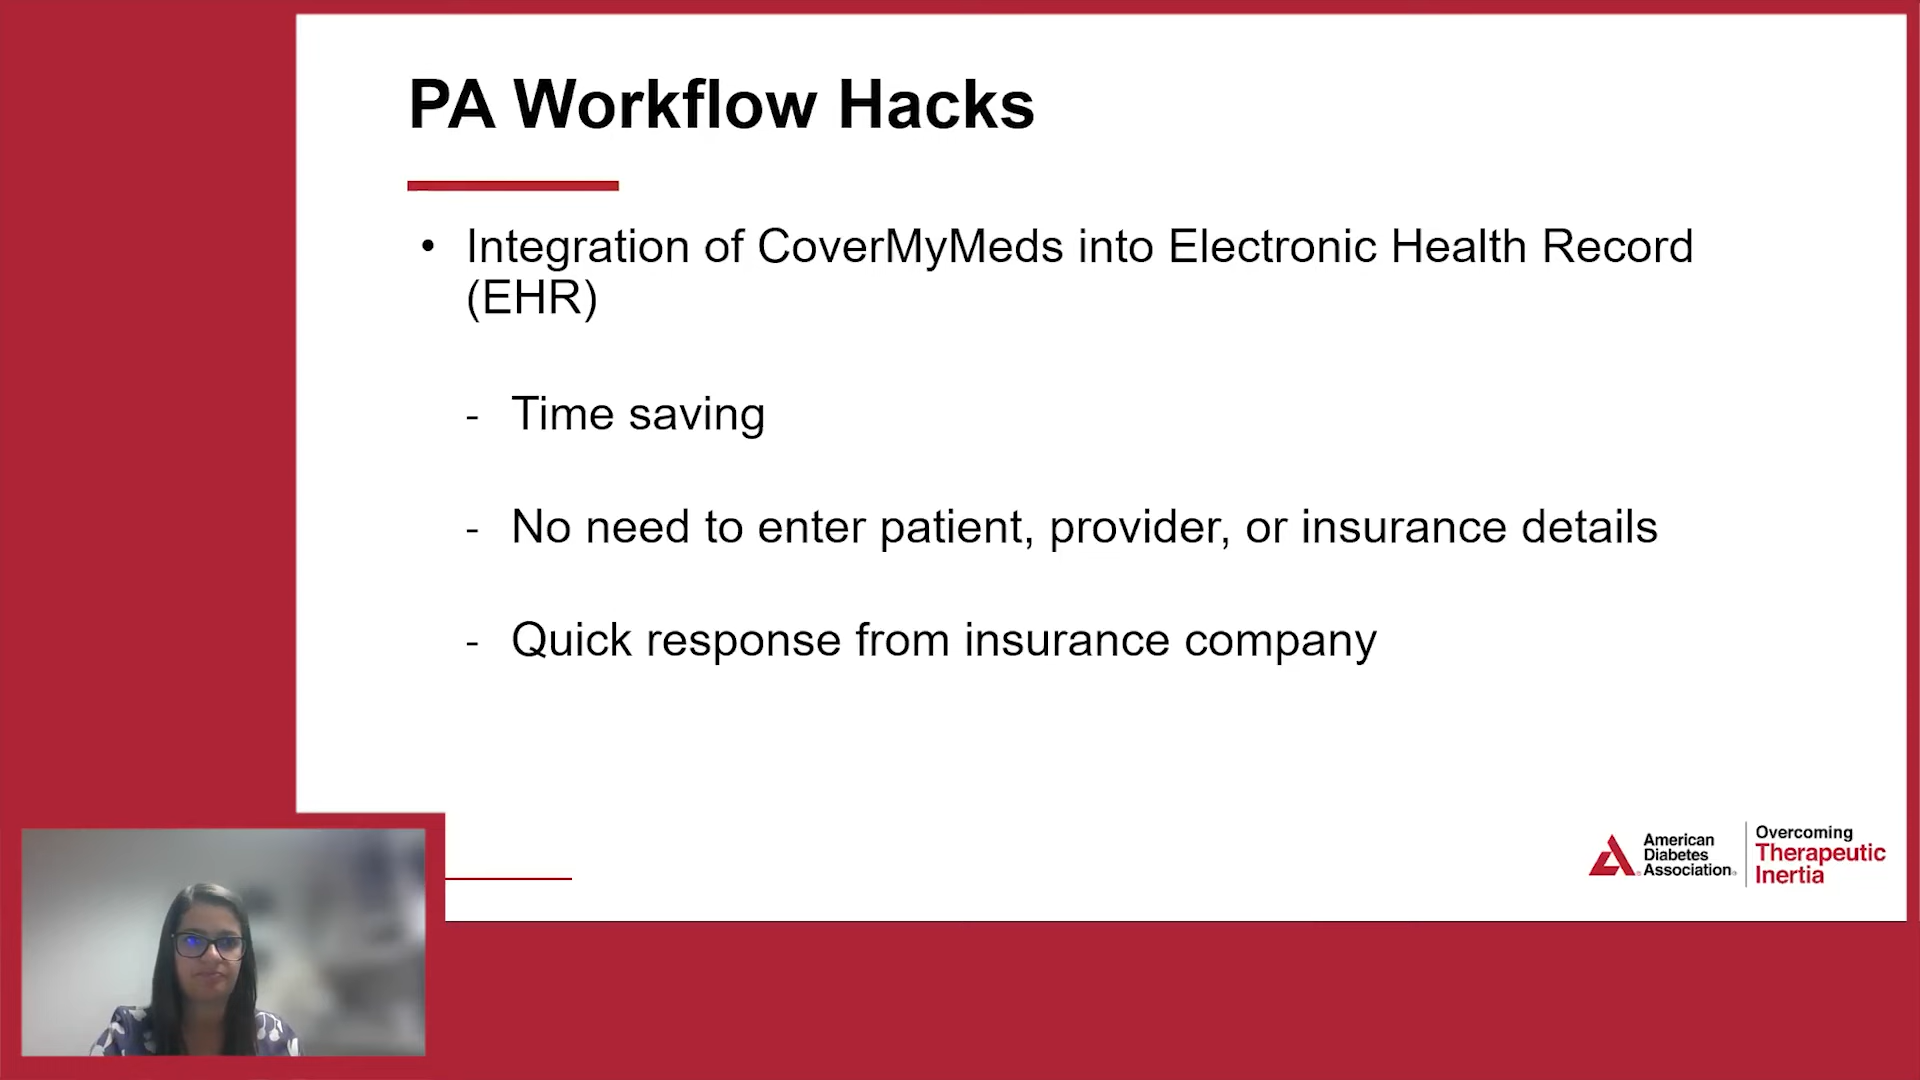 PA Workflow Hacks
• Integration of CoverMyMeds into Electronic Health Record
(EHR)
- Time saving
- No need to enter patient, provider, or insurance details
- Quick response from insurance company
American
Diabetes
Association®
Overcoming
Therapeutic
Inertia